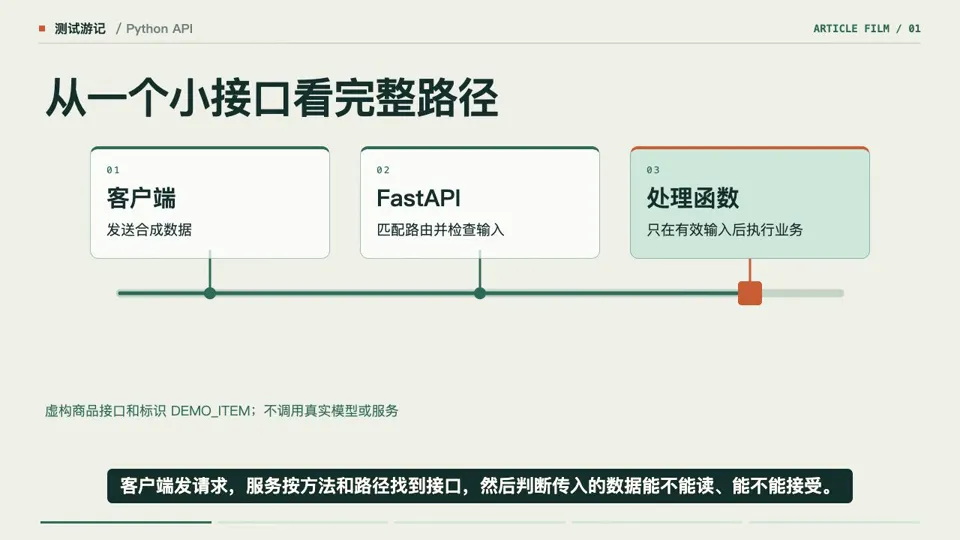 测试游记 / Python API
ARTICLE FILM / 01
从一个小接口看完整路径
01
客户端
发送合成数据
02
FastAPI
匹配路由并检查输入
03
处理函数
只在有效输入后执行业务
虚构商品接口和标识 DEMO_ITEM；不调用真实模型或服务
客户端发请求，服务按方法和路径找到接口，然后判断传入的数据能不能读、能不能接受。